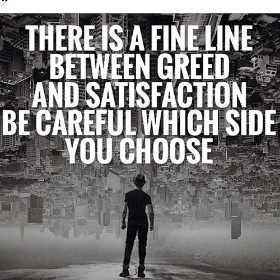 THERE IS A FINE LINE
BETWEEN GREED
AND SATISFACTION
BE CAREFUL WHICH SIDE
YOU CHOOSE